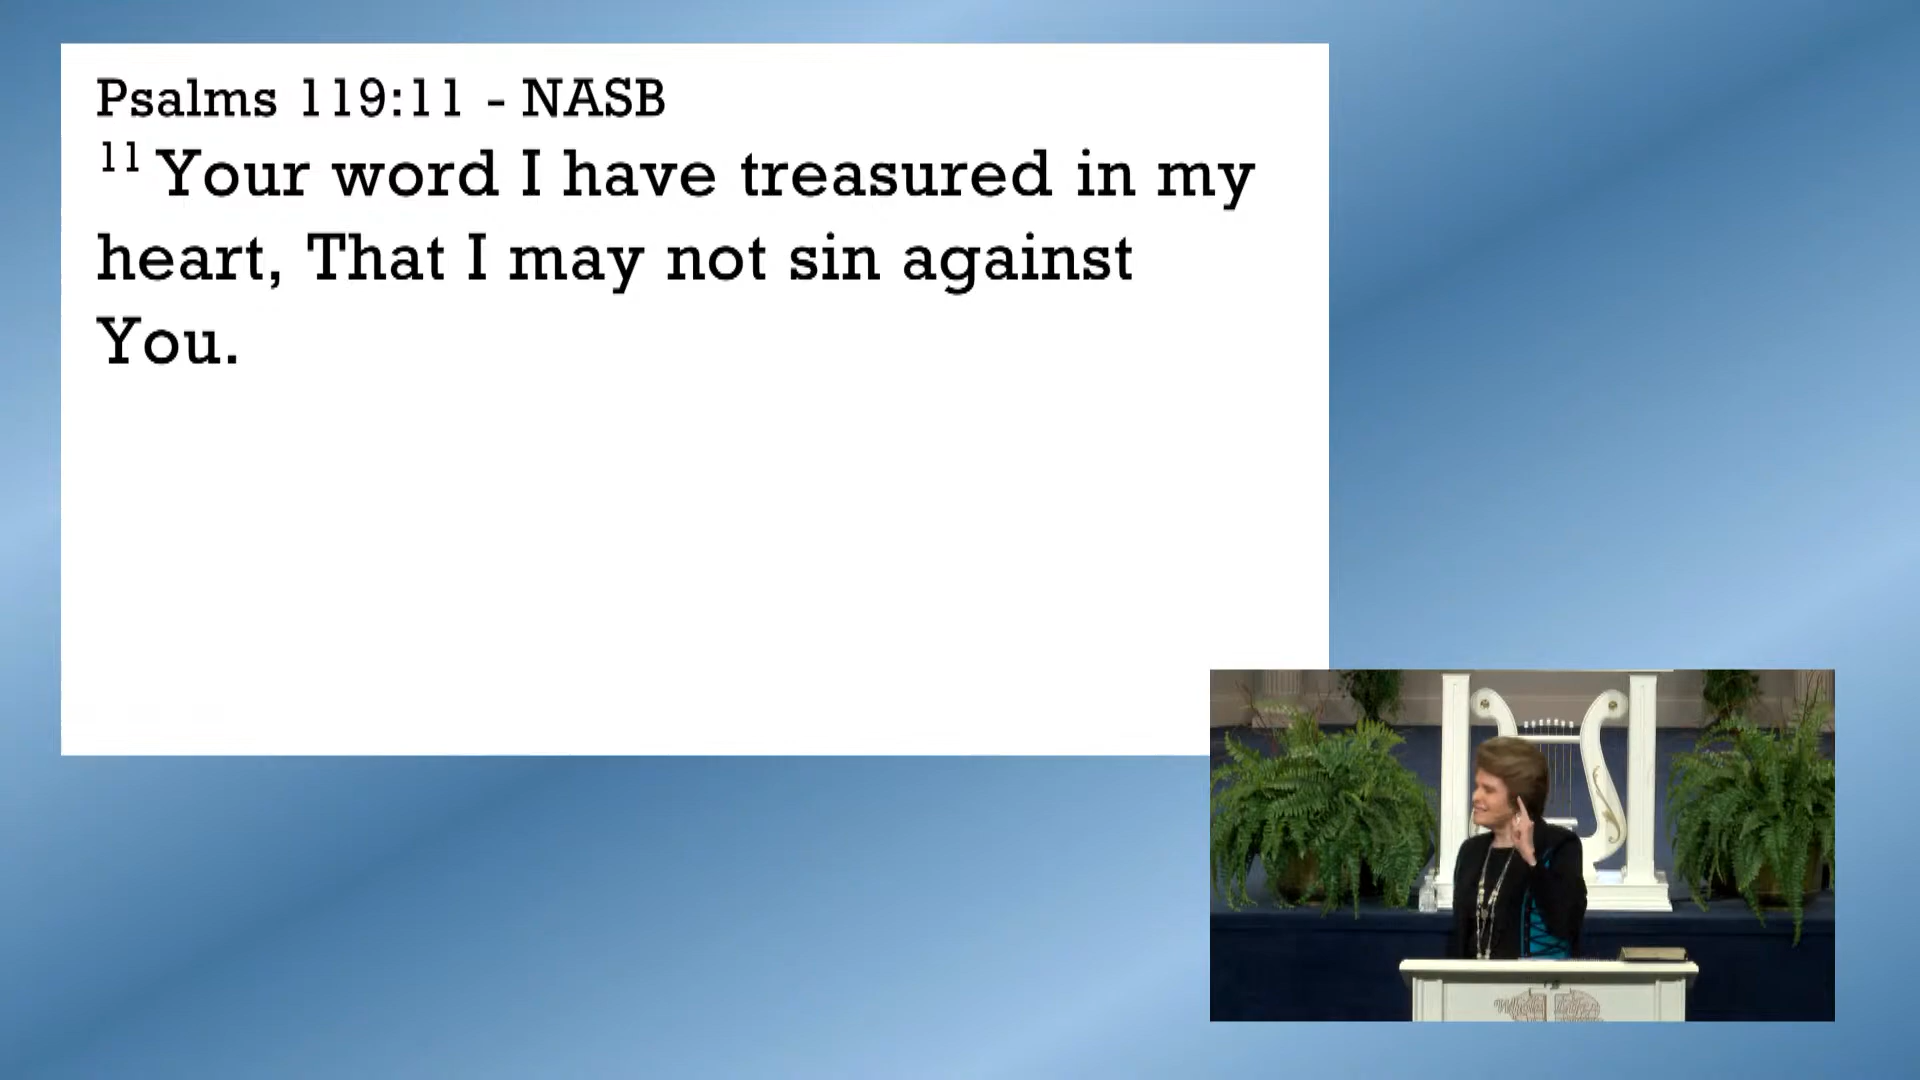 Psalms 119:11 - NASB
11 Your word I have treasured in my
heart, That I may not sin against
You.